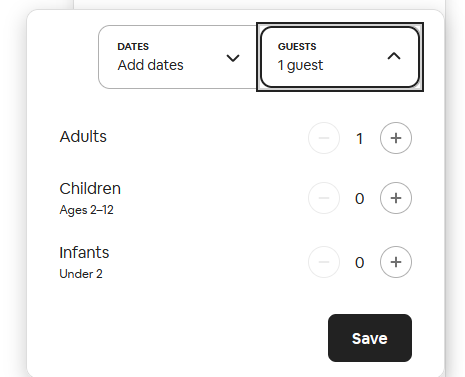 DATES
Add dates
GUESTS
1 guest
Adults
1
Children
Ages 2–12
0
Infants
Under 2
0
Save